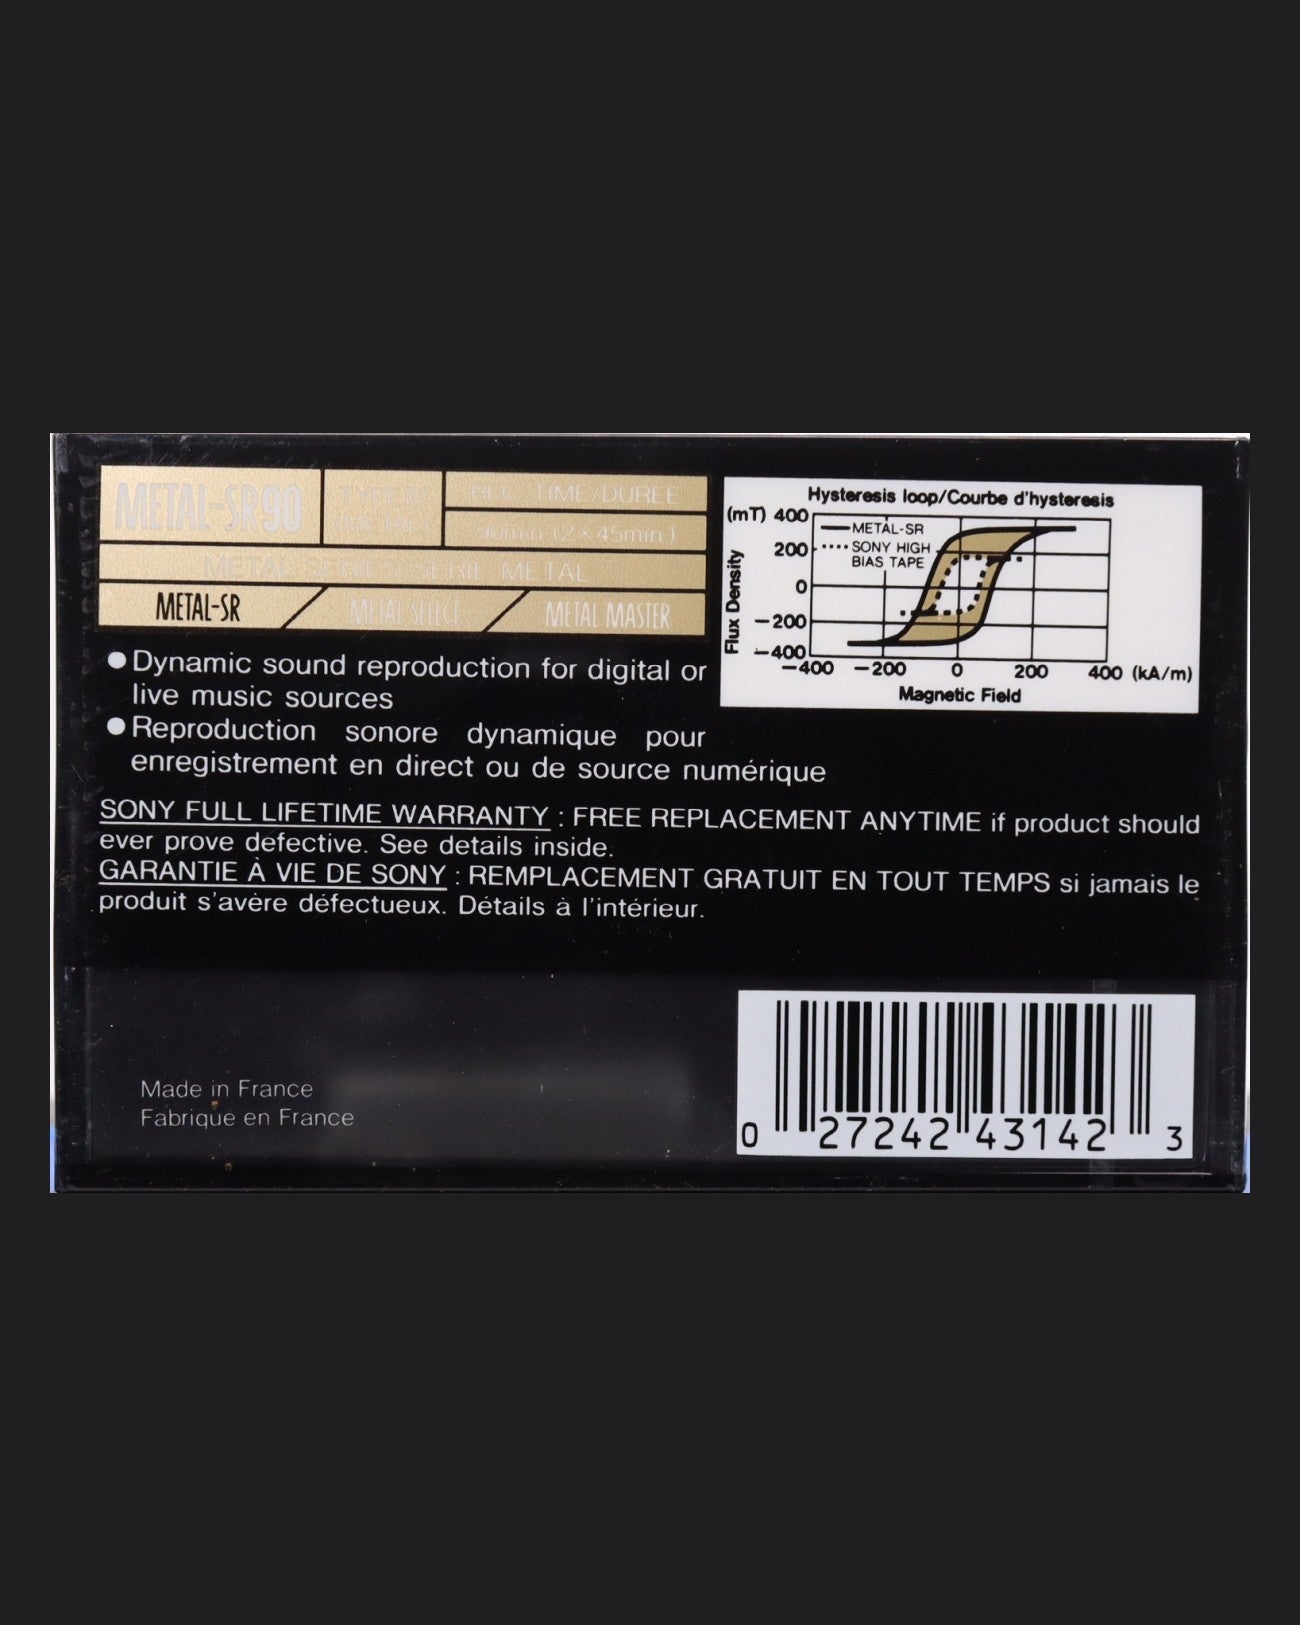 METAL-SR90
TYPE IV
(METAL)
REC TIME/DURÉE
90min (2×45min)
METAL SERIES/SÉRIE METAL
METAL-SR
METAL SELECT
METAL MASTER
Hysteresis loop/Courbe d'hysteresis
(mT) 400
METAL-SR
200
SONY HIGH
BIAS TAPE
0
Flux Density
−200
−400
−400 −200 0 200 400 (kA/m)
Magnetic Field
● Dynamic sound reproduction for digital or
live music sources
● Reproduction sonore dynamique pour
enregistrement en direct ou de source numérique
SONY FULL LIFETIME WARRANTY : FREE REPLACEMENT ANYTIME if product should
ever prove defective. See details inside.
GARANTIE À VIE DE SONY : REMPLACEMENT GRATUIT EN TOUT TEMPS si jamais le
produit s'avère défectueux. Détails à l'intérieur.
Made in France
Fabriqué en France
0 27242 43142 3